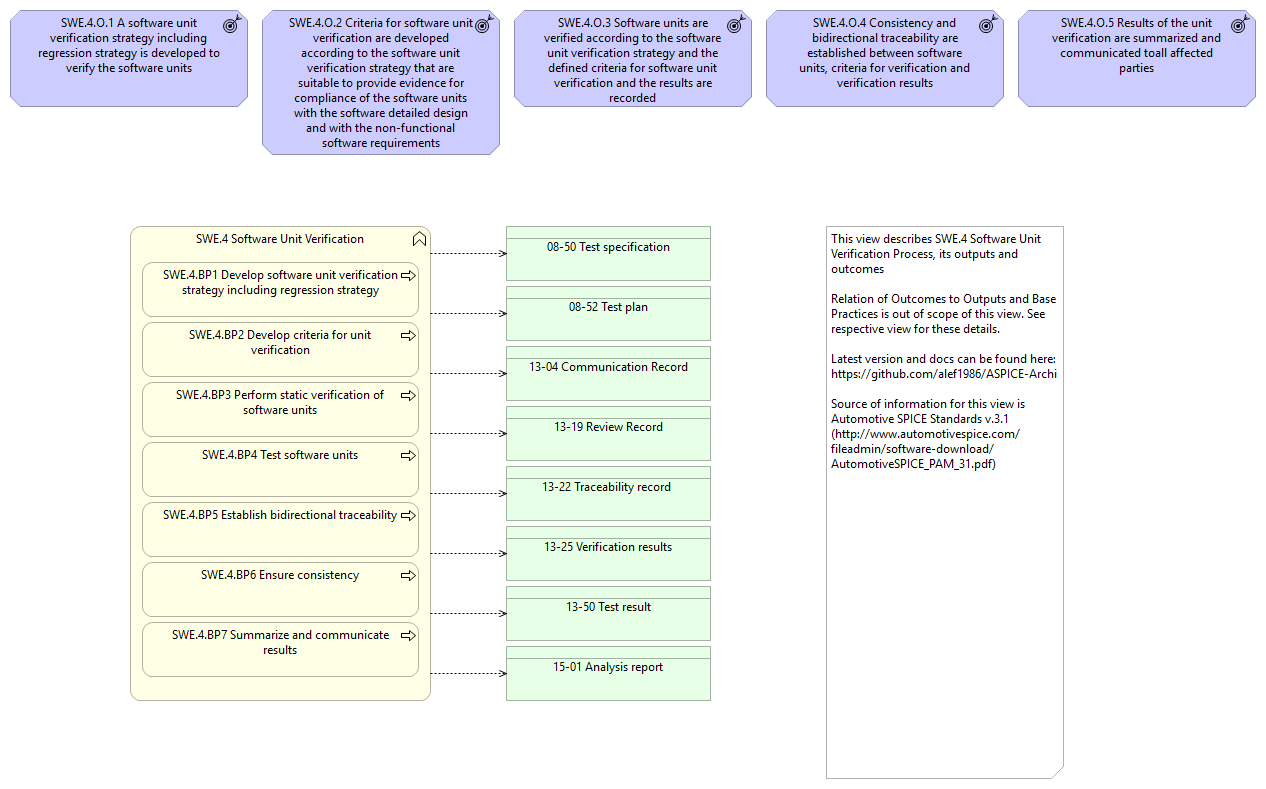 SWE.4.O.1 A software unit
verification strategy including
regression strategy is developed to
verify the software units
SWE.4.O.2 Criteria for software unit
verification are developed
according to the software unit
verification strategy that are
suitable to provide evidence for
compliance of the software units
with the software detailed design
and with the non-functional
software requirements
SWE.4.O.3 Software units are
verified according to the software
unit verification strategy and the
defined criteria for software unit
verification and the results are
recorded
SWE.4.O.4 Consistency and
bidirectional traceability are
established between software
units, criteria for verification and
verification results
SWE.4.O.5 Results of the unit
verification are summarized and
communicated toall affected
parties
SWE.4 Software Unit Verification
SWE.4.BP1 Develop software unit verification
strategy including regression strategy
SWE.4.BP2 Develop criteria for unit
verification
SWE.4.BP3 Perform static verification of
software units
SWE.4.BP4 Test software units
SWE.4.BP5 Establish bidirectional traceability
SWE.4.BP6 Ensure consistency
SWE.4.BP7 Summarize and communicate
results
08-50 Test specification
08-52 Test plan
13-04 Communication Record
13-19 Review Record
13-22 Traceability record
13-25 Verification results
13-50 Test result
15-01 Analysis report
This view describes SWE.4 Software Unit
Verification Process, its outputs and
outcomes
Relation of Outcomes to Outputs and Base
Practices is out of scope of this view. See
respective view for these details.
Latest version and docs can be found here:
https://github.com/alef1986/ASPICE-Archi
Source of information for this view is
Automotive SPICE Standards v.3.1
(http://www.automotivespice.com/
fileadmin/software-download/
AutomotiveSPICE_PAM_31.pdf)